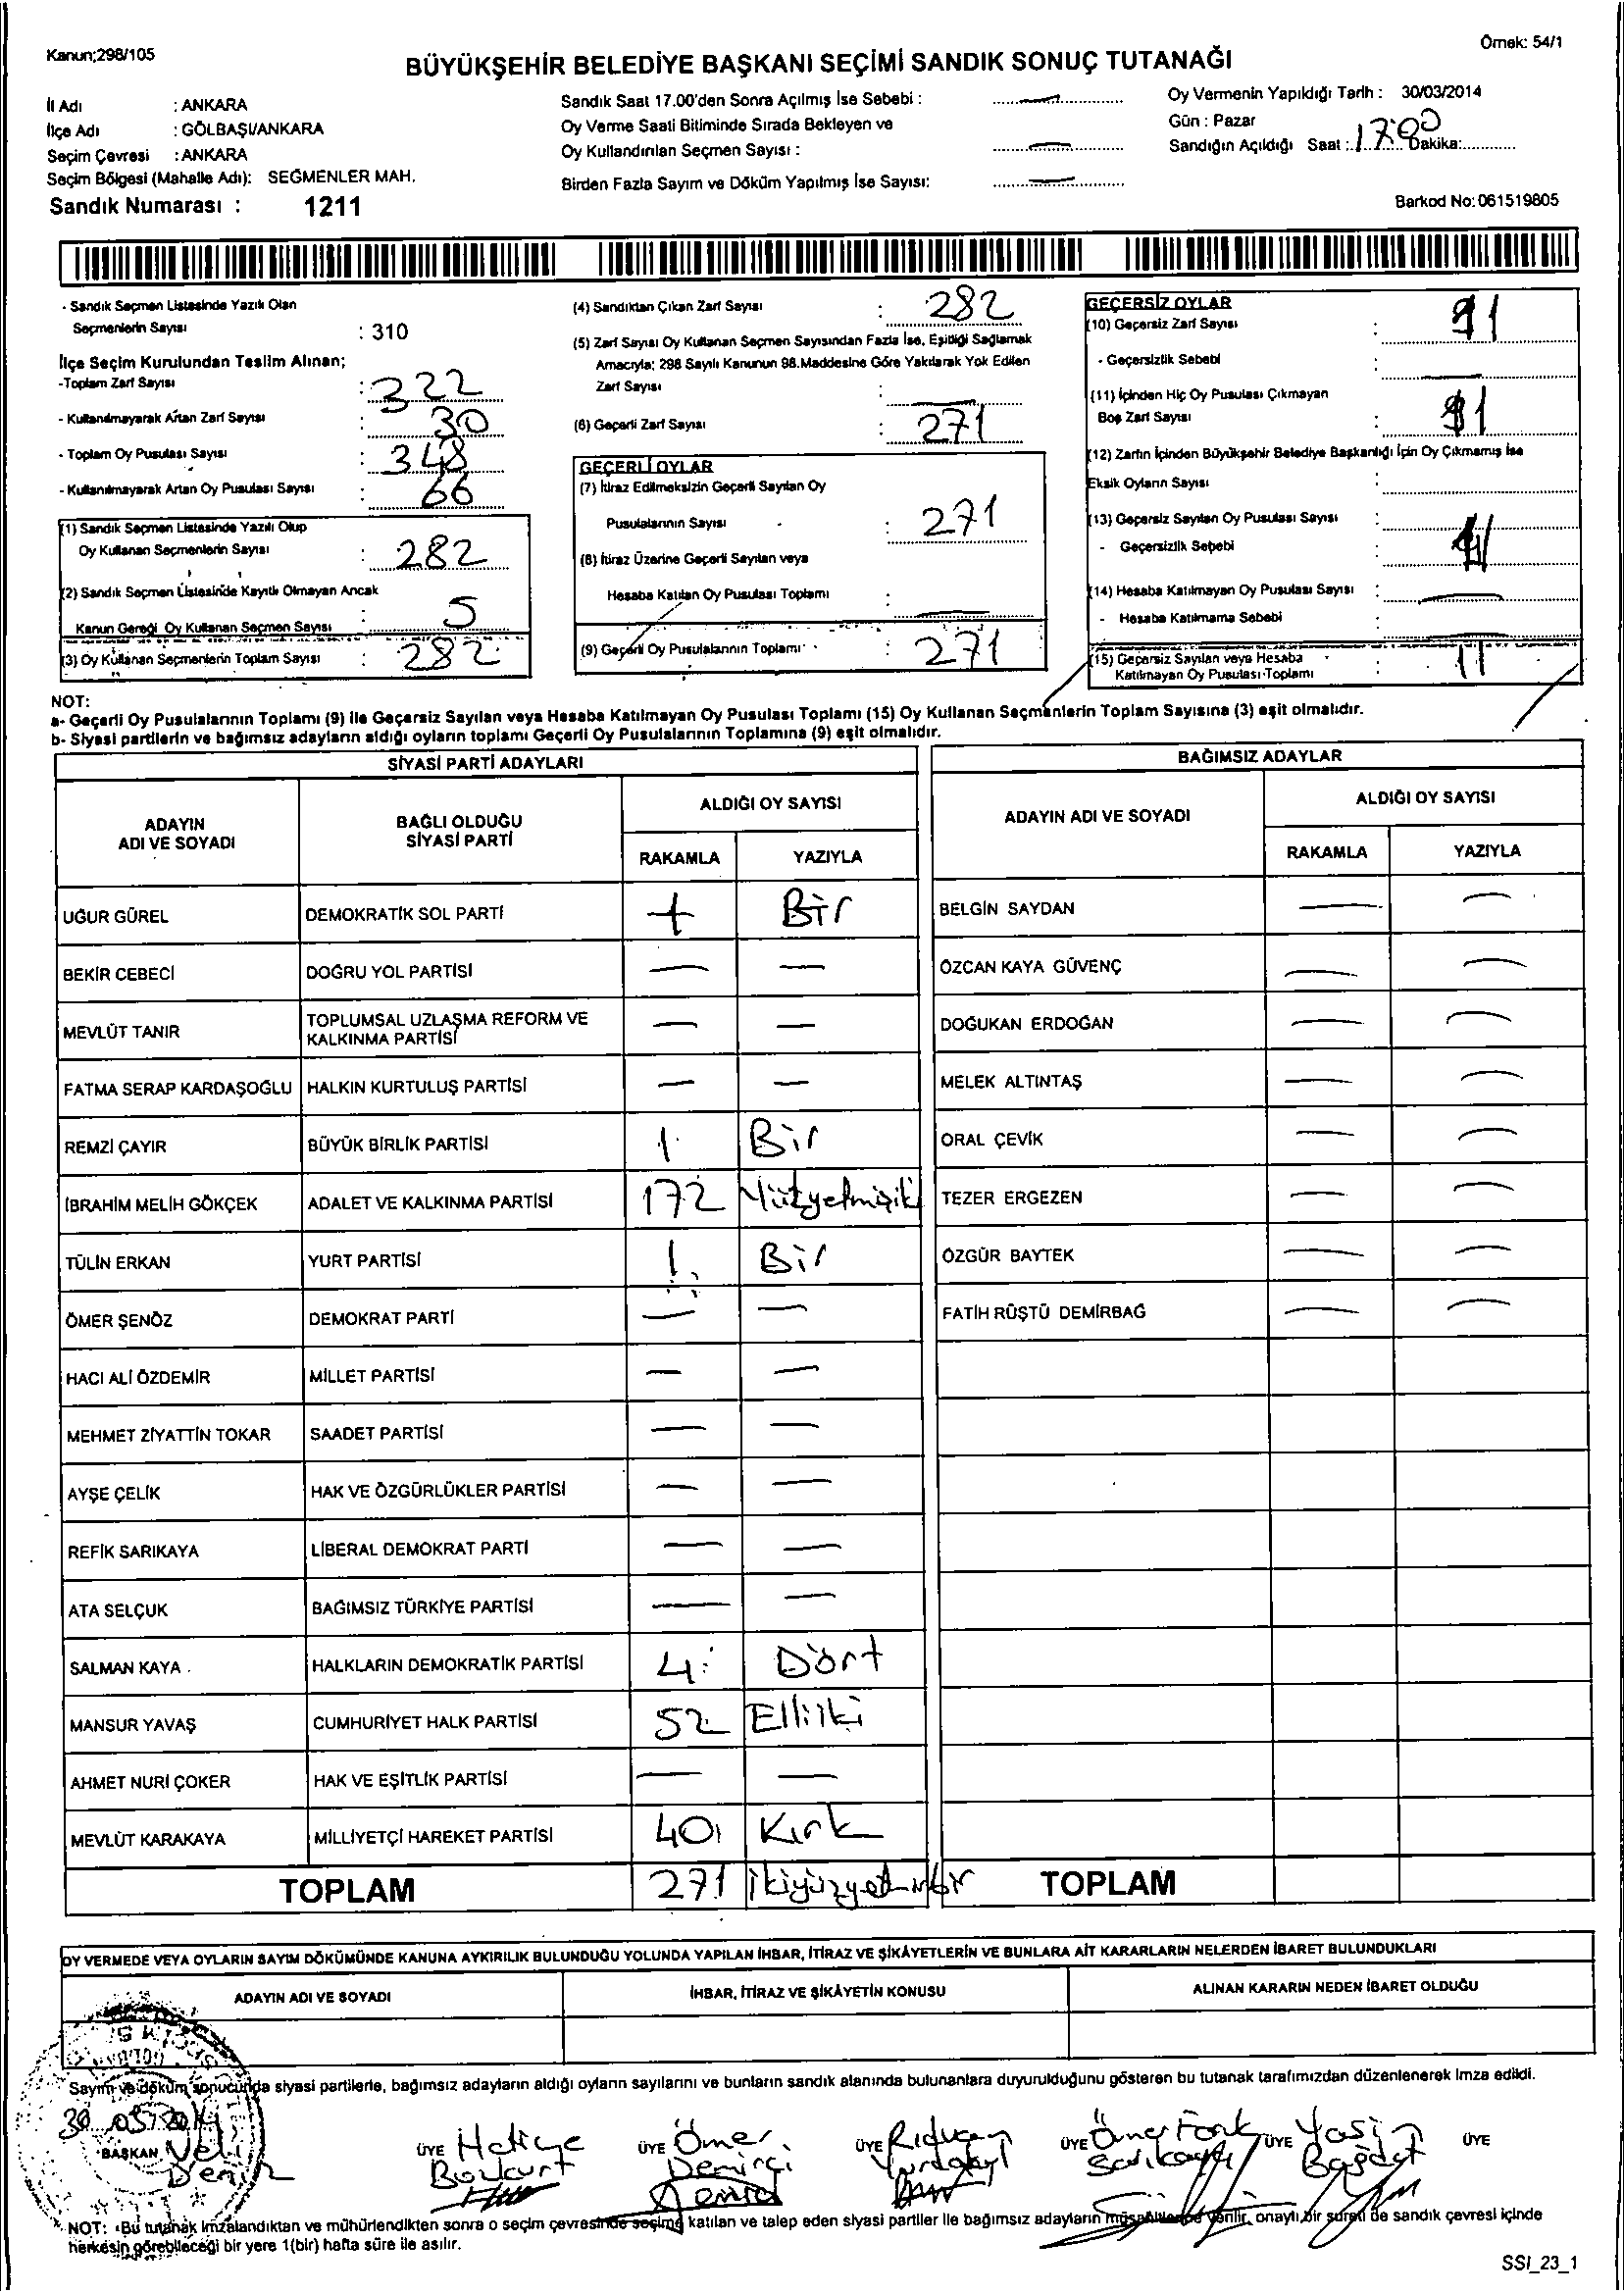 Kanun;298/105
Örnek: 54/1
BÜYÜKŞEHİR BELEDİYE BAŞKANI SEÇİMİ SANDIK SONUÇ TUTANAĞI
İl Adı : ANKARA
İlçe Adı : GÖLBAŞI/ANKARA
Seçim Çevresi : ANKARA
Seçim Bölgesi (Mahalle Adı): SEĞMENLER MAH.
Sandık Numarası : 1211
Sandık Saat 17.00'den Sonra Açılmış İse Sebebi : —
Oy Verme Saati Bitiminde Sırada Bekleyen ve
Oy Kullandırılan Seçmen Sayısı : —
Birden Fazla Sayım ve Döküm Yapılmış İse Sayısı: —
Oy Vermenin Yapıldığı Tarih : 30/03/2014
Gün : Pazar
Sandığın Açıldığı Saat : 17:00 Dakika:
Barkod No: 061519805
- Sandık Seçmen Listesinde Yazılı Olan
Seçmenlerin Sayısı : 310
İlçe Seçim Kurulundan Teslim Alınan;
-Toplam Zarf Sayısı : 322
- Kullanılmayarak Artan Zarf Sayısı : 30
- Toplam Oy Pusulası Sayısı : 348
- Kullanılmayarak Artan Oy Pusulası Sayısı : 66
(1) Sandık Seçmen Listesinde Yazılı Olup
Oy Kullanan Seçmenlerin Sayısı : 282
(2) Sandık Seçmen Listesinde Kayıtlı Olmayan Ancak
Kanun Gereği Oy Kullanan Seçmen Sayısı 5
(3) Oy Kullanan Seçmenlerin Toplam Sayısı : 282
(4) Sandıktan Çıkan Zarf Sayısı : 282
(5) Zarf Sayısı Oy Kullanan Seçmen Sayısından Fazla İse, Eşitliği Sağlamak
Amacıyla; 298 Sayılı Kanunun 98.Maddesine Göre Yakılarak Yok Edilen
Zarf Sayısı : —
(6) Geçerli Zarf Sayısı : 271
GEÇERLİ OYLAR
(7) İtiraz Edilmeksizin Geçerli Sayılan Oy
Pusulalarının Sayısı : 271
(8) İtiraz Üzerine Geçerli Sayılan veya
Hesaba Katılan Oy Pusulası Toplamı : —
(9) Geçerli Oy Pusulalarının Toplamı : 271
GEÇERSİZ OYLAR
(10) Geçersiz Zarf Sayısı :
- Geçersizlik Sebebi : —
(11) İçinden Hiç Oy Pusulası Çıkmayan
Boş Zarf Sayısı :
(12) Zarfın İçinden Büyükşehir Belediye Başkanlığı İçin Oy Çıkmamış İse
Eksik Oyların Sayısı :
(13) Geçersiz Sayılan Oy Pusulası Sayısı :
- Geçersizlik Sebebi :
(14) Hesaba Katılmayan Oy Pusulası Sayısı : —
- Hesaba Katılmama Sebebi : —
(15) Geçersiz Sayılan veya Hesaba
Katılmayan Oy Pusulası Toplamı : 11
NOT:
a- Geçerli Oy Pusulalarının Toplamı (9) ile Geçersiz Sayılan veya Hesaba Katılmayan Oy Pusulası Toplamı (15) Oy Kullanan Seçmenlerin Toplam Sayısına (3) eşit olmalıdır.
b- Siyasi partilerin ve bağımsız adayların aldığı oyların toplamı Geçerli Oy Pusulalarının Toplamına (9) eşit olmalıdır.
SİYASİ PARTİ ADAYLARI
ADAYIN ADI VE SOYADI
BAĞLI OLDUĞU SİYASİ PARTİ
ALDIĞI OY SAYISI
RAKAMLA YAZIYLA
UĞUR GÜREL DEMOKRATİK SOL PARTİ Bir
BEKİR CEBECİ DOĞRU YOL PARTİSİ — —
MEVLÜT TANIR TOPLUMSAL UZLAŞMA REFORM VE KALKINMA PARTİSİ — —
FATMA SERAP KARDAŞOĞLU HALKIN KURTULUŞ PARTİSİ — —
REMZİ ÇAYIR BÜYÜK BİRLİK PARTİSİ 1 Bir
İBRAHİM MELİH GÖKÇEK ADALET VE KALKINMA PARTİSİ 172 Yüzyetmişiki
TÜLİN ERKAN YURT PARTİSİ 1 Bir
ÖMER ŞENÖZ DEMOKRAT PARTİ — —
HACI ALİ ÖZDEMİR MİLLET PARTİSİ — —
MEHMET ZİYATTİN TOKAR SAADET PARTİSİ — —
AYŞE ÇELİK HAK VE ÖZGÜRLÜKLER PARTİSİ — —
REFİK SARIKAYA LİBERAL DEMOKRAT PARTİ — —
ATA SELÇUK BAĞIMSIZ TÜRKİYE PARTİSİ — —
SALMAN KAYA HALKLARIN DEMOKRATİK PARTİSİ 4 Dört
MANSUR YAVAŞ CUMHURİYET HALK PARTİSİ 52 Elliiki
AHMET NURİ ÇOKER HAK VE EŞİTLİK PARTİSİ — —
MEVLÜT KARAKAYA MİLLİYETÇİ HAREKET PARTİSİ 40 Kırk
TOPLAM 271 ikiyüzyetmişbir
BAĞIMSIZ ADAYLAR
ADAYIN ADI VE SOYADI
ALDIĞI OY SAYISI
RAKAMLA YAZIYLA
BELGİN SAYDAN — —
ÖZCAN KAYA GÜVENÇ — —
DOĞUKAN ERDOĞAN — —
MELEK ALTINTAŞ — —
ORAL ÇEVİK — —
TEZER ERGEZEN — —
ÖZGÜR BAYTEK — —
FATİH RÜŞTÜ DEMİRBAĞ — —
TOPLAM
OY VERMEDE VEYA OYLARIN SAYIM DÖKÜMÜNDE KANUNA AYKIRILIK BULUNDUĞU YOLUNDA YAPILAN İHBAR, İTİRAZ VE ŞİKÂYETLERİN VE BUNLARA AİT KARARLARIN NELERDEN İBARET BULUNDUKLARI
ADAYIN ADI VE SOYADI
İHBAR, İTİRAZ VE ŞİKÂYETİN KONUSU
ALINAN KARARIN NEDEN İBARET OLDUĞU
Sayım ve döküm sonucunda siyasi partilerle, bağımsız adayların aldığı oyların sayılarını ve bunların sandık alanında bulunanlara duyurulduğunu gösteren bu tutanak tarafımızdan düzenlenerek imza edildi.
30.03.2014
BAŞKAN Veli Deniz
ÜYE Hatice Bozkurt
ÜYE Ömer Demirci
ÜYE Rıdvan
ÜYE Ömer Faruk Sarıkaya
ÜYE Yasin Bağdat
ÜYE
NOT: Bu tutanak imzalandıktan ve mühürlendikten sonra o seçim çevresinde seçime katılan ve talep eden siyasi partiler ile bağımsız adayların müşahitlerine verilir, onaylı bir sureti de sandık çevresi içinde
herkesin görebileceği bir yere 1(bir) hafta süre ile asılır.
SSI_23_1